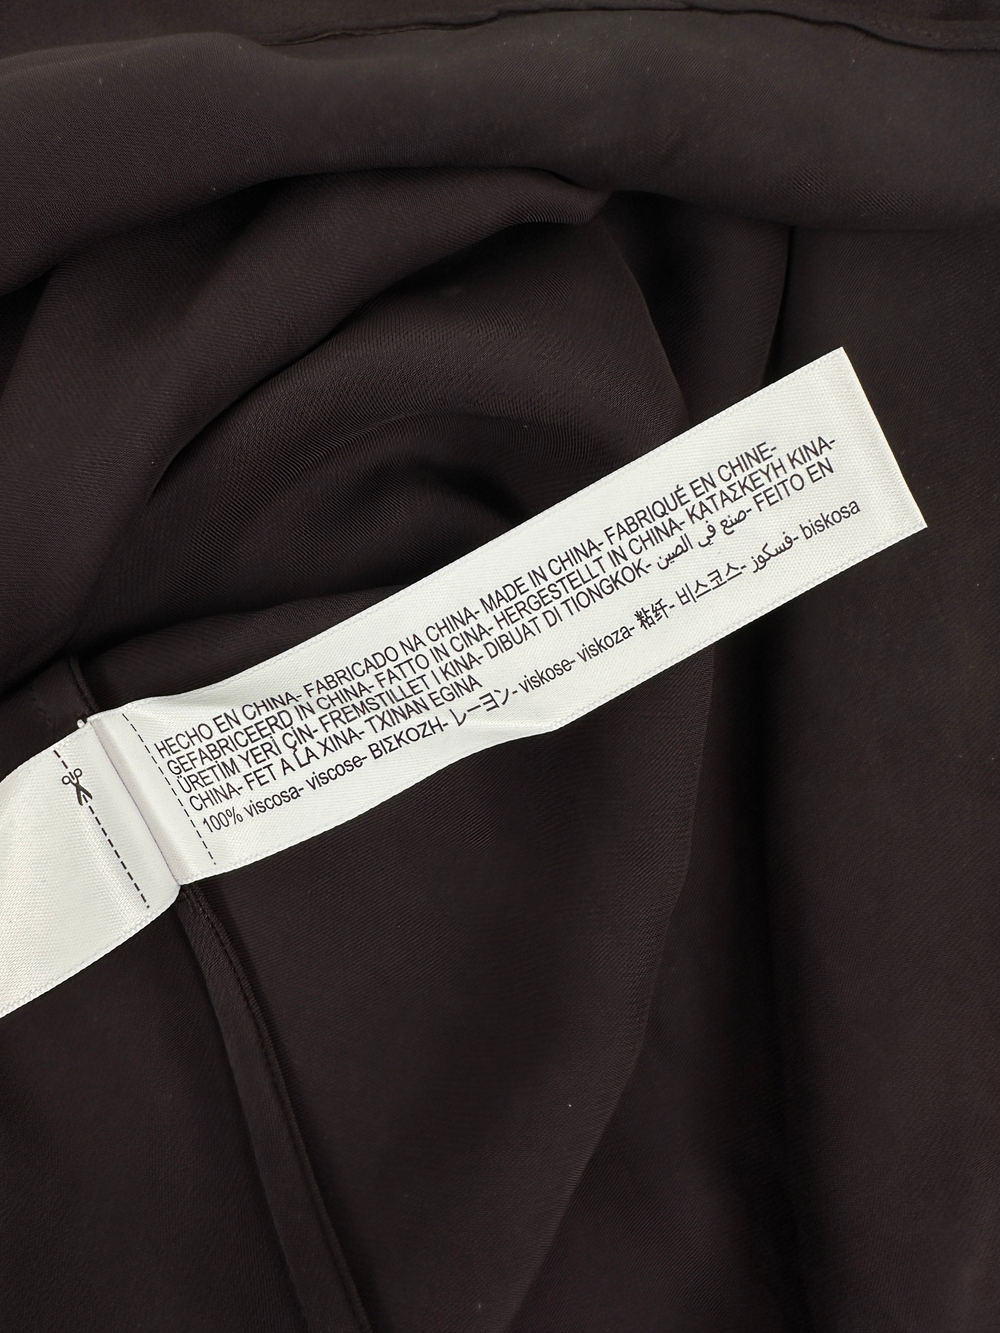 HECHO EN CHINA- FABRICADO NA CHINA- MADE IN CHINA- FABRIQUÉ EN CHINE-
GEFABRICEERD IN CHINA- FATTO IN CINA- HERGESTELLT IN CHINA- ΚΑΤΑΣΚΕΥΗ ΚΙΝΑ-
ÜRETİM YERİ ÇİN- FREMSTILLET I KINA- DIBUAT DI TIONGKOK- صنع في الصين- FEITO EN
CHINA- FET A LA XINA- TXINAN EGINA
100% viscosa- viscose- ΒΙΣΚΟΖΗ- レーヨン- viskose- viskoza- 粘纤- 비스코스- فسكوز- biskosa